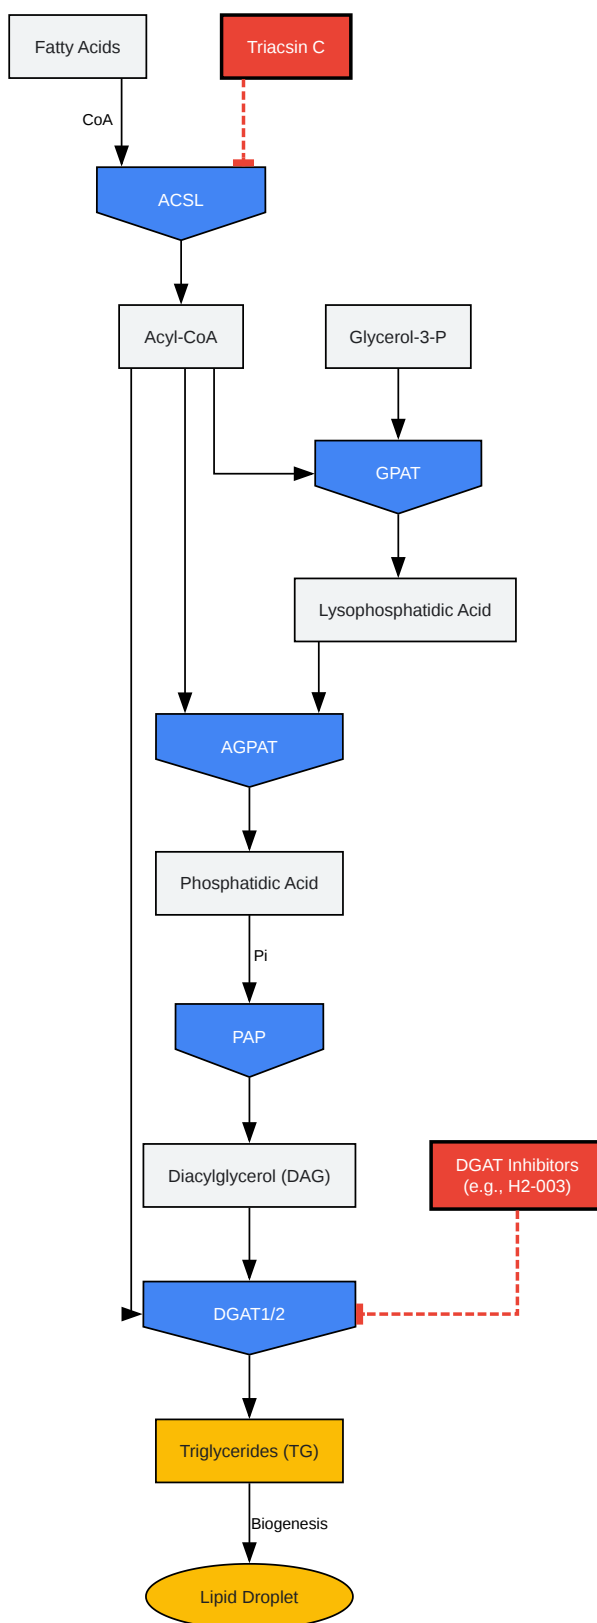 Fatty Acids
Triacsin C
CoA
ACSL
Acyl-CoA
Glycerol-3-P
GPAT
Lysophosphatidic Acid
AGPAT
Phosphatidic Acid
Pi
PAP
DGAT Inhibitors
(e.g., H2-003)
Diacylglycerol (DAG)
DGAT1/2
Triglycerides (TG)
Biogenesis
Lipid Droplet